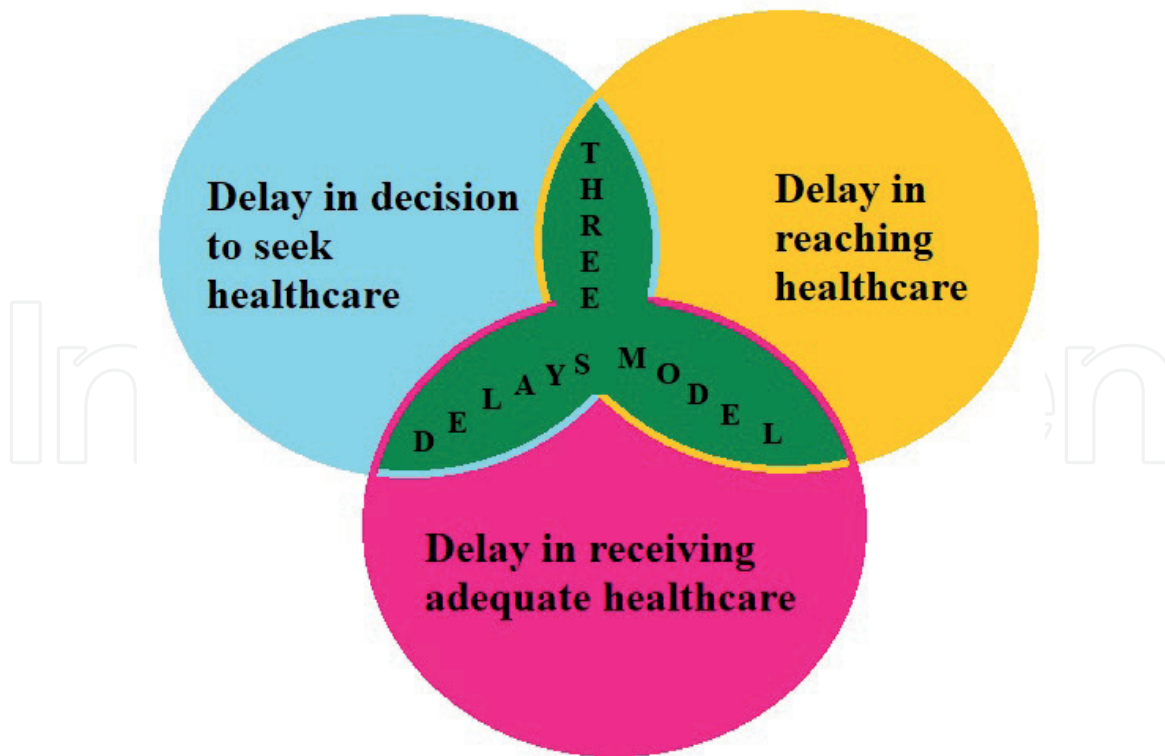 Delay in decision
to seek
healthcare
Delay in
reaching
healthcare
THREE
DELAYS MODEL
Delay in receiving
adequate healthcare